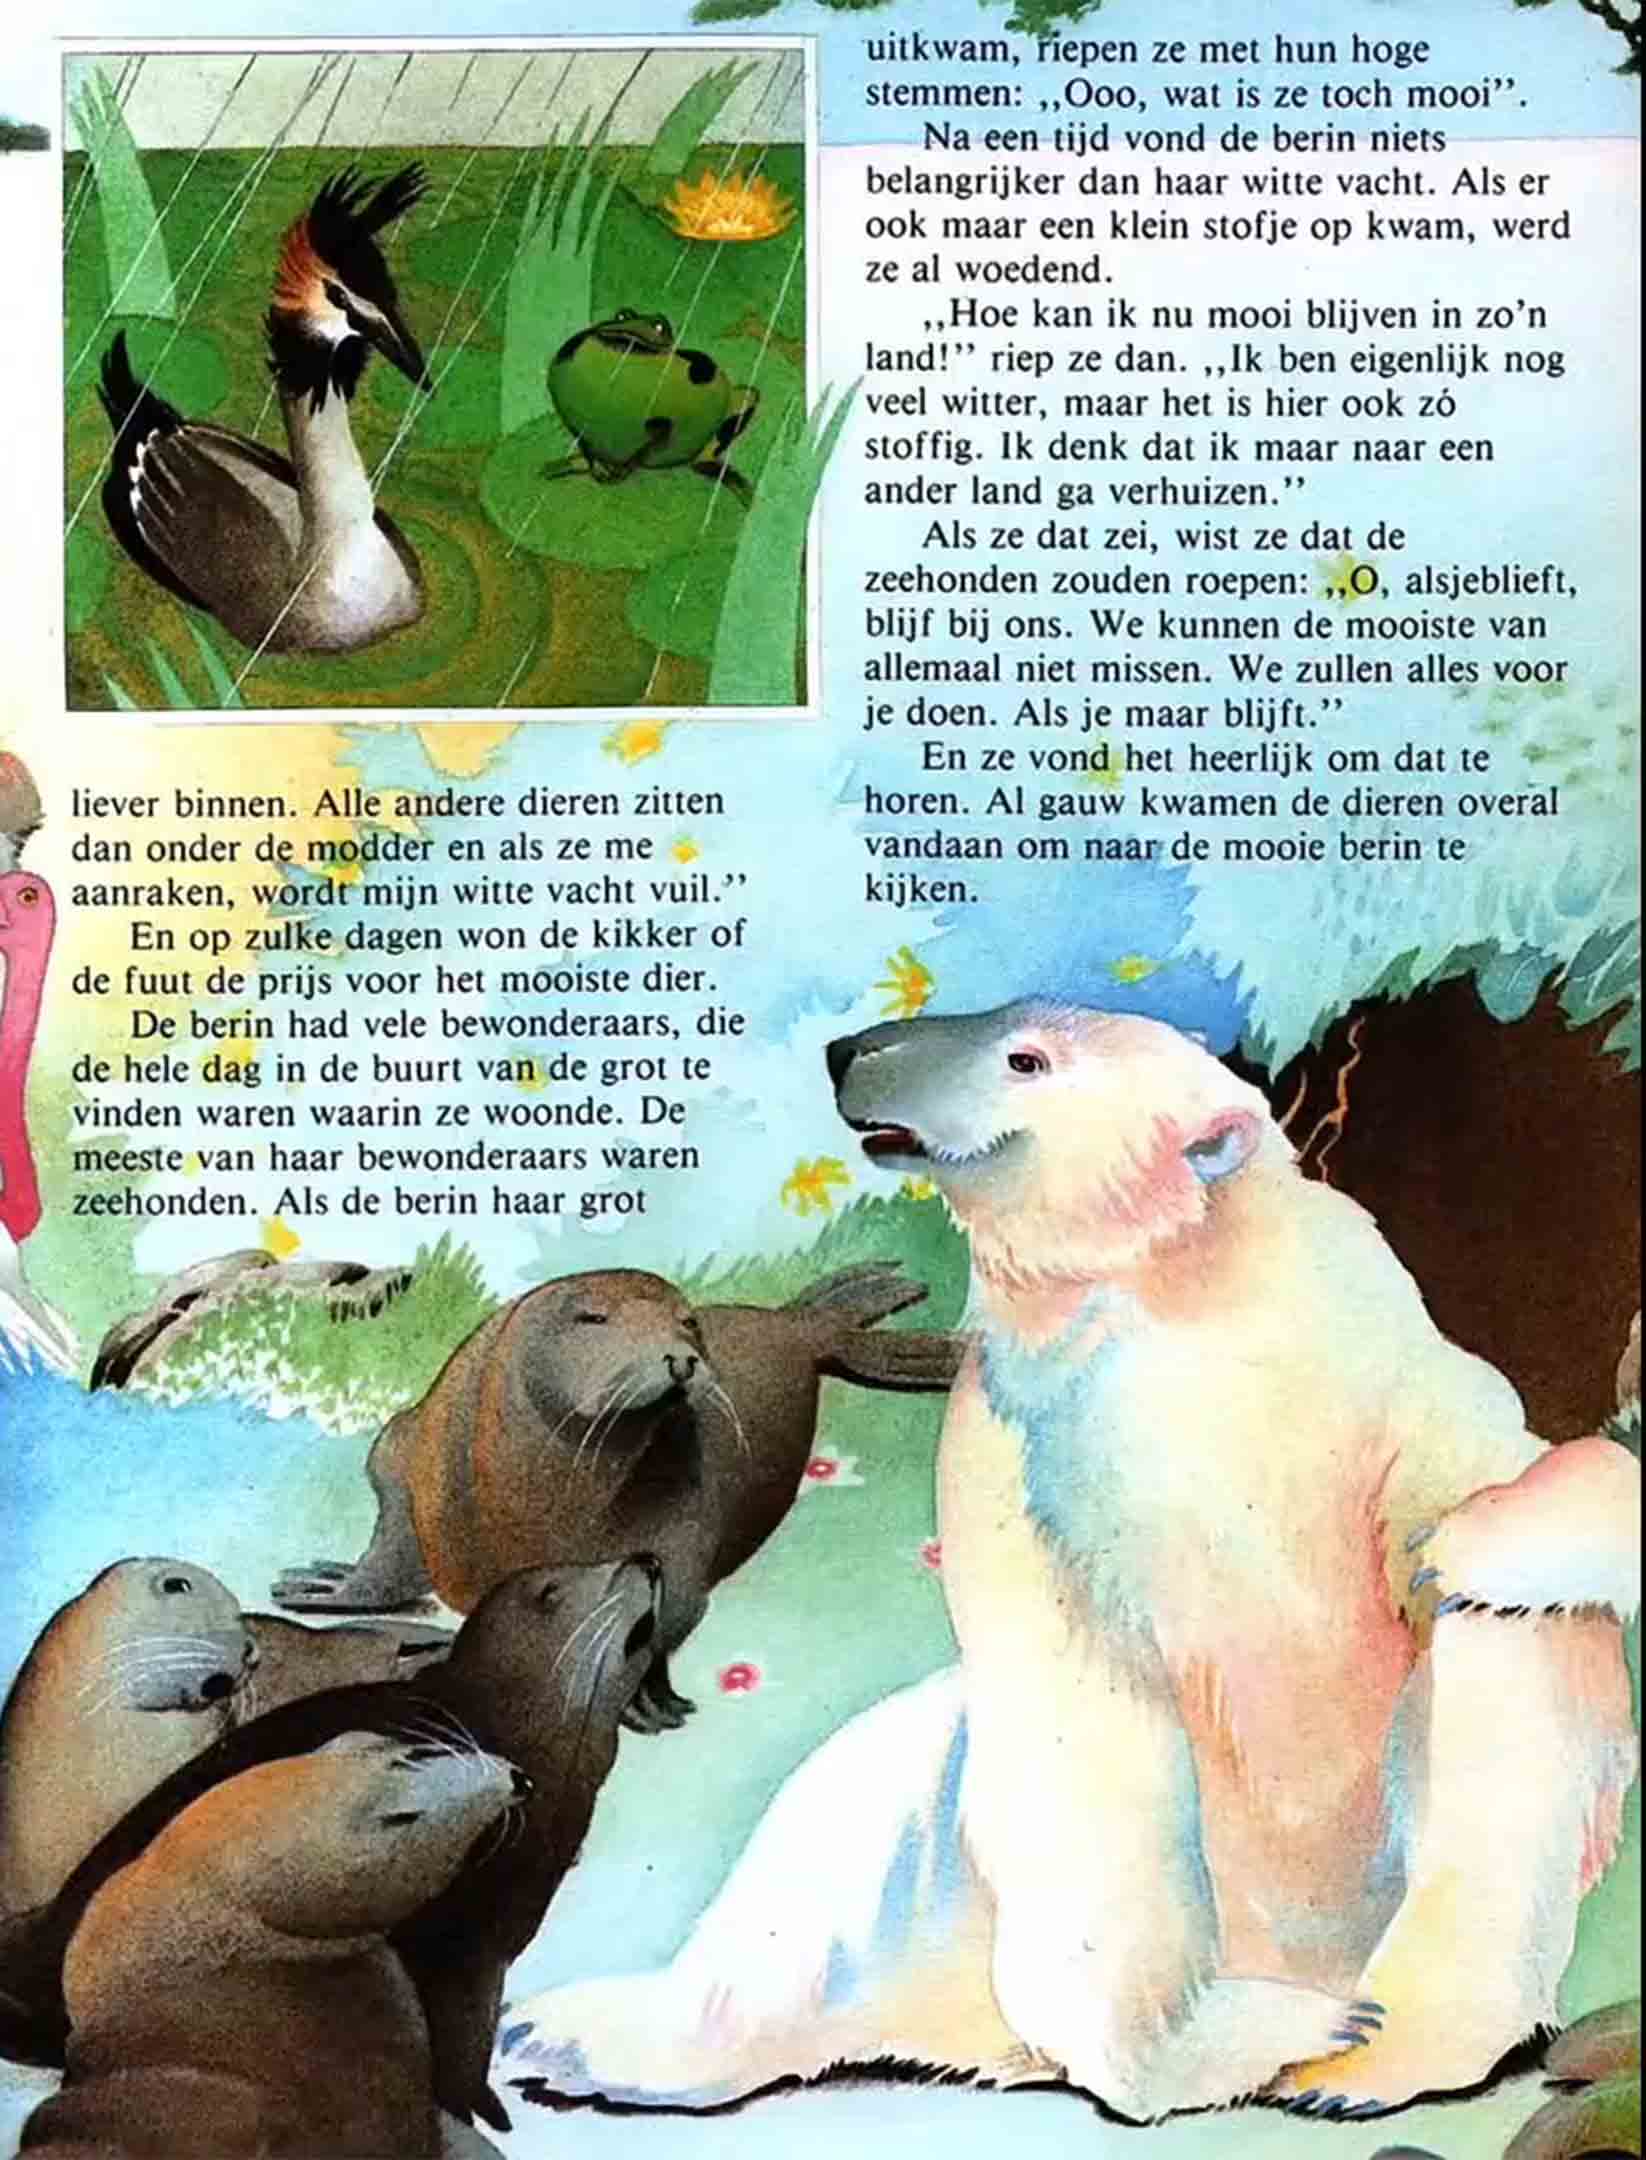 liever binnen. Alle andere dieren zitten
dan onder de modder en als ze me
aanraken, wordt mijn witte vacht vuil.’’
En op zulke dagen won de kikker of
de fuut de prijs voor het mooiste dier.
De berin had vele bewonderaars, die
de hele dag in de buurt van de grot te
vinden waren waarin ze woonde. De
meeste van haar bewonderaars waren
zeehonden. Als de berin haar grot
uitkwam, riepen ze met hun hoge
stemmen: ,,Ooo, wat is ze toch mooi’’.
Na een tijd vond de berin niets
belangrijker dan haar witte vacht. Als er
ook maar een klein stofje op kwam, werd
ze al woedend.
,,Hoe kan ik nu mooi blijven in zo’n
land!’’ riep ze dan. ,,Ik ben eigenlijk nog
veel witter, maar het is hier ook zó
stoffig. Ik denk dat ik maar naar een
ander land ga verhuizen.’’
Als ze dat zei, wist ze dat de
zeehonden zouden roepen: ,,O, alsjeblieft,
blijf bij ons. We kunnen de mooiste van
allemaal niet missen. We zullen alles voor
je doen. Als je maar blijft.’’
En ze vond het heerlijk om dat te
horen. Al gauw kwamen de dieren overal
vandaan om naar de mooie berin te
kijken.